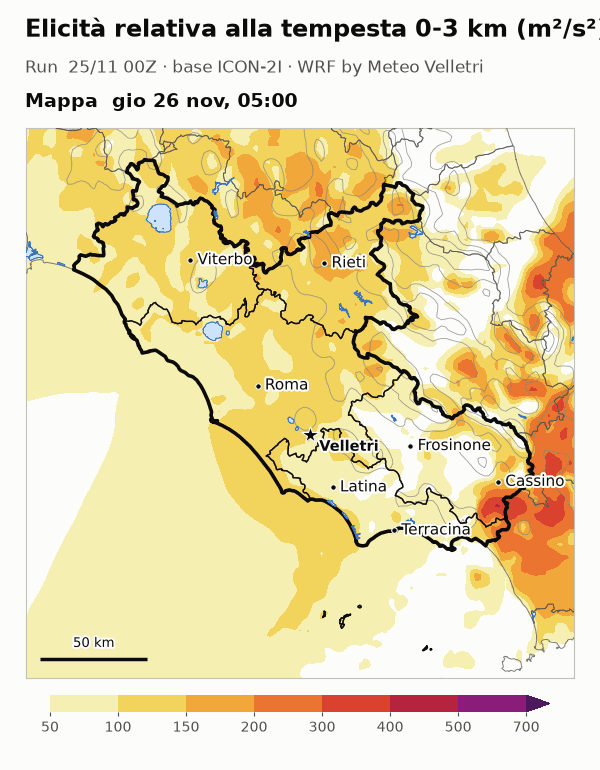 Elicità relativa alla tempesta 0-3 km (m²/s²)
Run 25/11 00Z · base ICON-2I · WRF by Meteo Velletri
Mappa gio 26 nov, 05:00
Viterbo
Rieti
Roma
Velletri
Frosinone
Latina
Cassino
Terracina
50 km
50 100 150 200 300 400 500 700